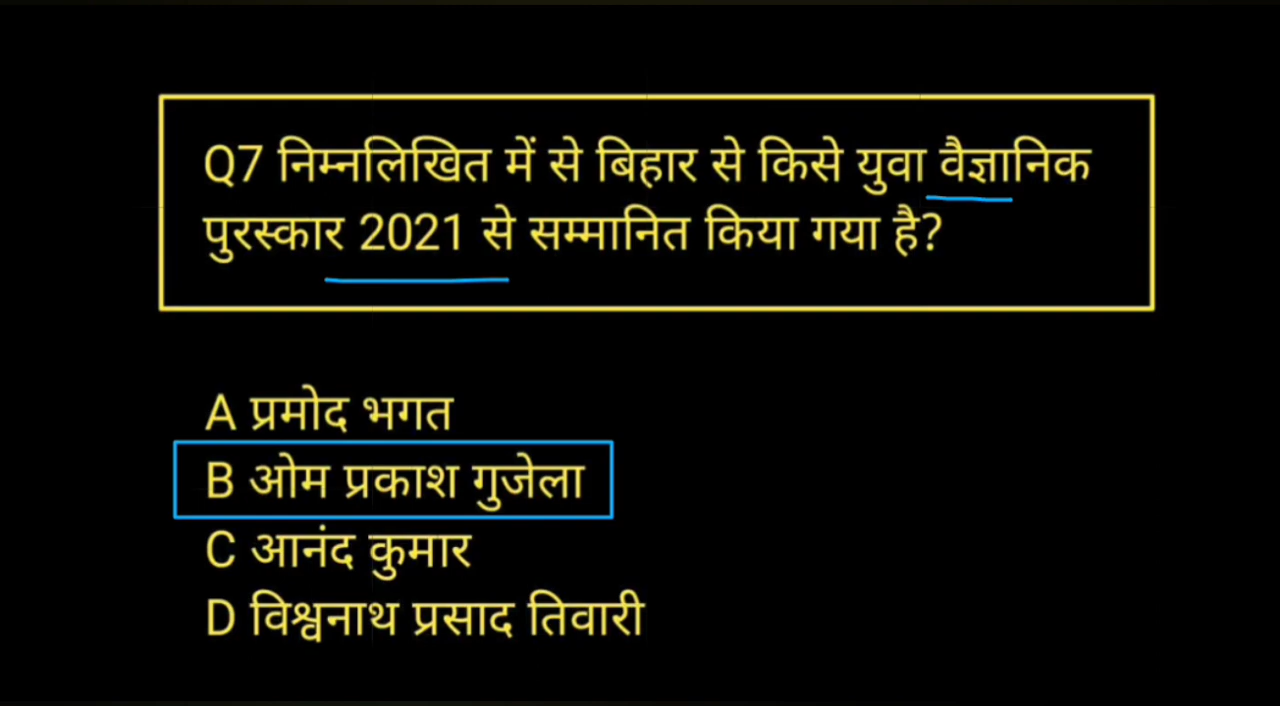 Q7 निम्नलिखित में से बिहार से किसे युवा वैज्ञानिक
पुरस्कार 2021 से सम्मानित किया गया है?
A प्रमोद भगत
B ओम प्रकाश गुजेला
C आनंद कुमार
D विश्वनाथ प्रसाद तिवारी